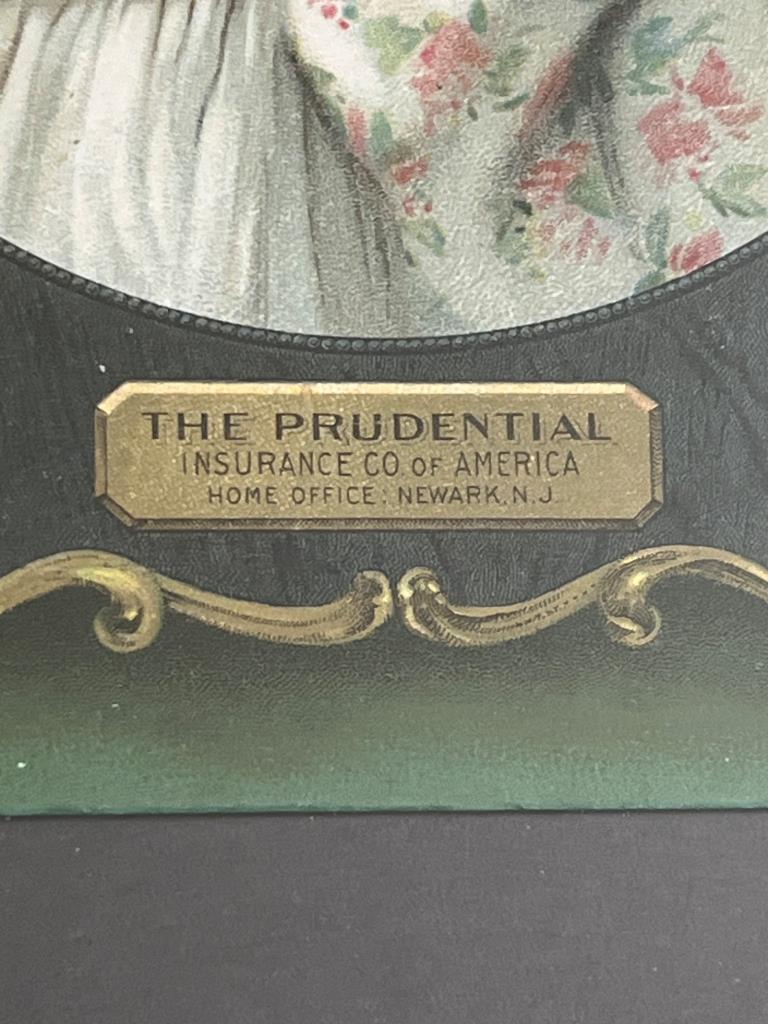 THE PRUDENTIAL
INSURANCE CO OF AMERICA
HOME OFFICE: NEWARK, N.J.